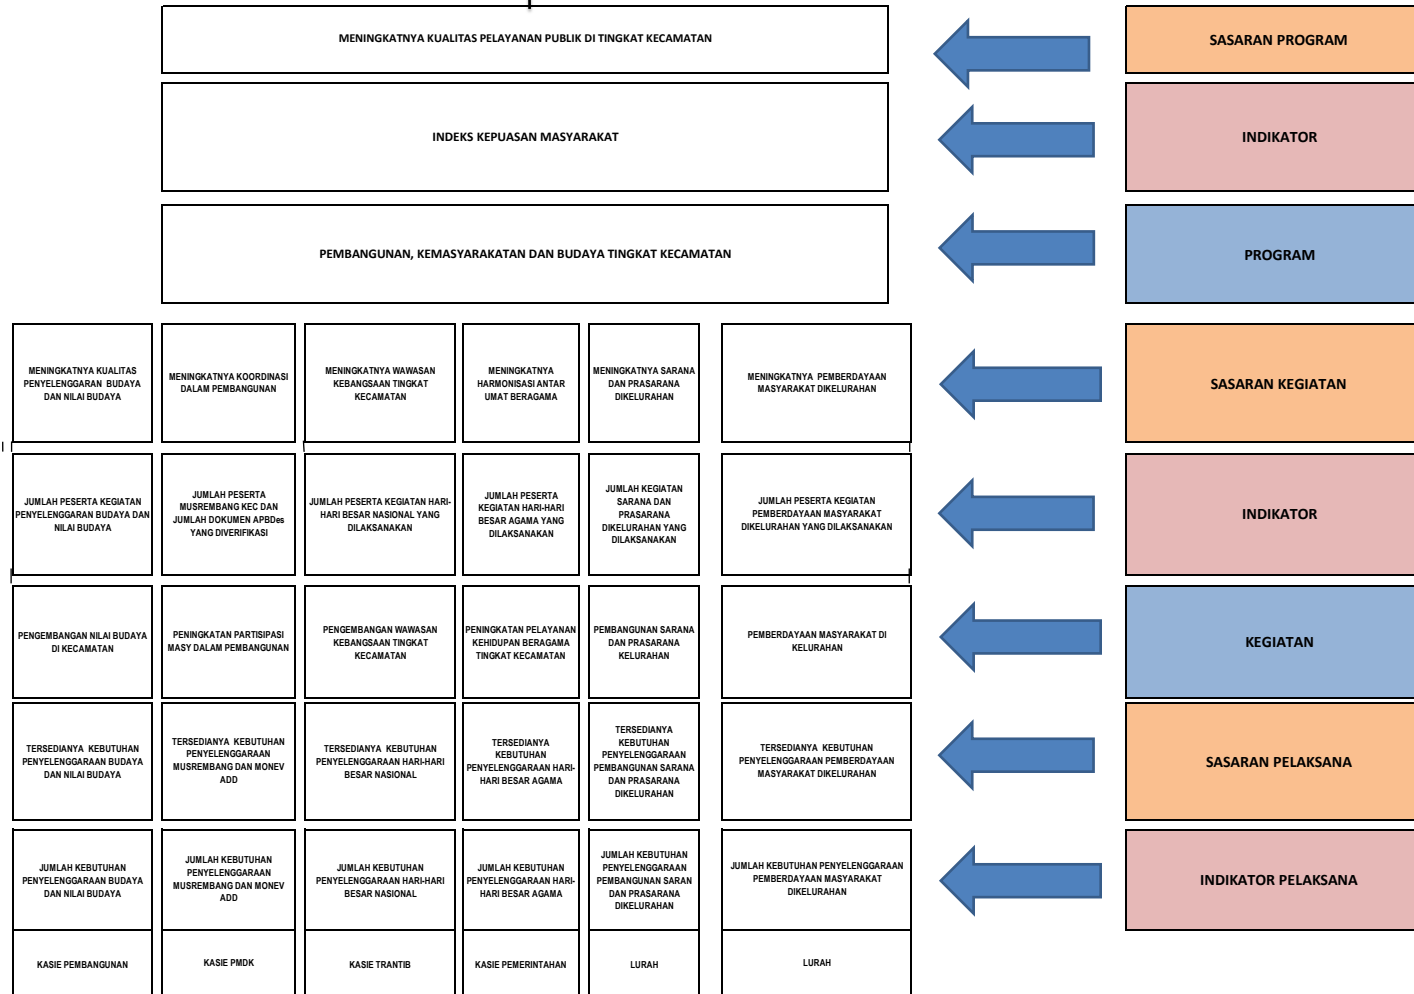 MENINGKATNYA KUALITAS PELAYANAN PUBLIK DI TINGKAT KECAMATAN
SASARAN PROGRAM
INDEKS KEPUASAN MASYARAKAT
INDIKATOR
PEMBANGUNAN, KEMASYARAKATAN DAN BUDAYA TINGKAT KECAMATAN
PROGRAM
MENINGKATNYA KUALITAS
PENYELENGGARAN BUDAYA
DAN NILAI BUDAYA
MENINGKATNYA KOORDINASI
DALAM PEMBANGUNAN
MENINGKATNYA WAWASAN
KEBANGSAAN TINGKAT
KECAMATAN
MENINGKATNYA
HARMONISASI ANTAR
UMAT BERAGAMA
MENINGKATNYA SARANA
DAN PRASARANA
DIKELURAHAN
MENINGKATNYA PEMBERDAYAAN
MASYARAKAT DIKELURAHAN
SASARAN KEGIATAN
JUMLAH PESERTA KEGIATAN
PENYELENGGARAN BUDAYA DAN
NILAI BUDAYA
JUMLAH PESERTA
MUSREMBANG KEC DAN
JUMLAH DOKUMEN APBDes
YANG DIVERIFIKASI
JUMLAH PESERTA KEGIATAN HARI-
HARI BESAR NASIONAL YANG
DILAKSANAKAN
JUMLAH PESERTA
KEGIATAN HARI-HARI
BESAR AGAMA YANG
DILAKSANAKAN
JUMLAH KEGIATAN
SARANA DAN
PRASARANA
DIKELURAHAN YANG
DILAKSANAKAN
JUMLAH PESERTA KEGIATAN
PEMBERDAYAAN MASYARAKAT
DIKELURAHAN YANG DILAKSANAKAN
INDIKATOR
PENGEMBANGAN NILAI BUDAYA
DI KECAMATAN
PENINGKATAN PARTISIPASI
MASY DALAM PEMBANGUNAN
PENGEMBANGAN WAWASAN
KEBANGSAAN TINGKAT
KECAMATAN
PENINGKATAN PELAYANAN
KEHIDUPAN BERAGAMA
TINGKAT KECAMATAN
PEMBANGUNAN SARANA
DAN PRASARANA
KELURAHAN
PEMBERDAYAAN MASYARAKAT DI
KELURAHAN
KEGIATAN
TERSEDIANYA KEBUTUHAN
PENYELENGGARAAN BUDAYA
DAN NILAI BUDAYA
TERSEDIANYA KEBUTUHAN
PENYELENGGARAAN
MUSREMBANG DAN MONEV
ADD
TERSEDIANYA KEBUTUHAN
PENYELENGGARAAN HARI-HARI
BESAR NASIONAL
TERSEDIANYA
KEBUTUHAN
PENYELENGGARAAN HARI-
HARI BESAR AGAMA
TERSEDIANYA
KEBUTUHAN
PENYELENGGARAAN
PEMBANGUNAN SARANA
DAN PRASARANA
DIKELURAHAN
TERSEDIANYA KEBUTUHAN
PENYELENGGARAAN PEMBERDAYAAN
MASYARAKAT DIKELURAHAN
SASARAN PELAKSANA
JUMLAH KEBUTUHAN
PENYELENGGARAAN BUDAYA
DAN NILAI BUDAYA
JUMLAH KEBUTUHAN
PENYELENGGARAAN
MUSREMBANG DAN MONEV
ADD
JUMLAH KEBUTUHAN
PENYELENGGARAAN HARI-HARI
BESAR NASIONAL
JUMLAH KEBUTUHAN
PENYELENGGARAAN HARI-
HARI BESAR AGAMA
JUMLAH KEBUTUHAN
PENYELENGGARAAN
PEMBANGUNAN SARAN
DAN PRASARANA
DIKELURAHAN
JUMLAH KEBUTUHAN PENYELENGGARAAN
PEMBERDAYAAN MASYARAKAT
DIKELURAHAN
INDIKATOR PELAKSANA
KASIE PEMBANGUNAN
KASIE PMDK
KASIE TRANTIB
KASIE PEMERINTAHAN
LURAH
LURAH